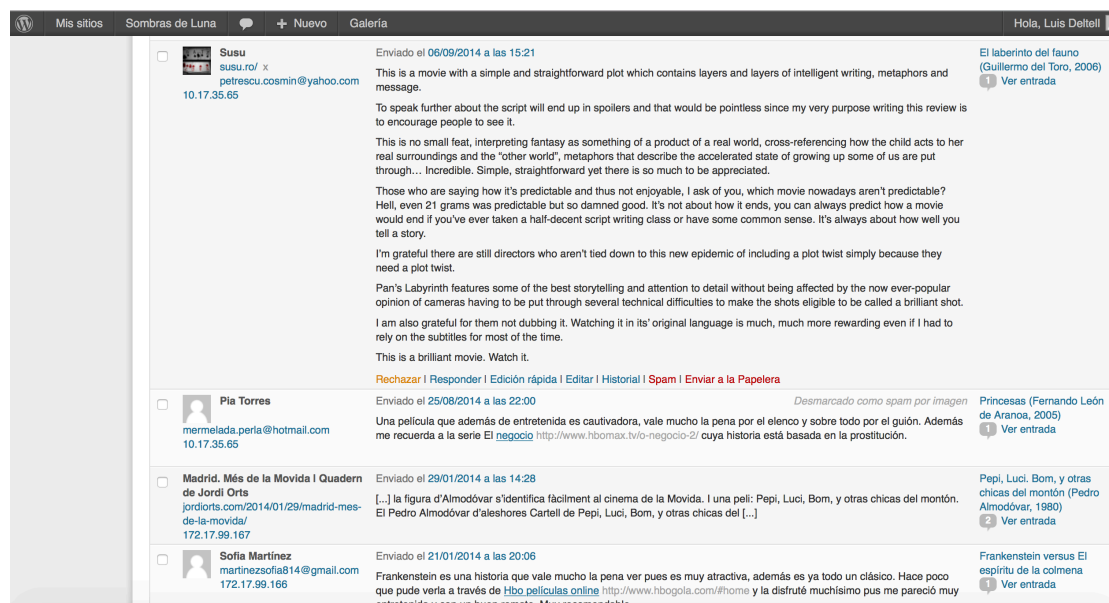 Mis sitios Sombras de Luna + Nuevo Galería Hola, Luis Deltell
Susu
susu.ro/ x
petrescu.cosmin@yahoo.com
10.17.35.65
Enviado el 06/09/2014 a las 15:21
This is a movie with a simple and straightforward plot which contains layers and layers of intelligent writing, metaphors and
message.
To speak further about the script will end up in spoilers and that would be pointless since my very purpose writing this review is
to encourage people to see it.
This is no small feat, interpreting fantasy as something of a product of a real world, cross-referencing how the child acts to her
real surroundings and the “other world”, metaphors that describe the accelerated state of growing up some of us are put
through… Incredible. Simple, straightforward yet there is so much to be appreciated.
Those who are saying how it’s predictable and thus not enjoyable, I ask of you, which movie nowadays aren’t predictable?
Hell, even 21 grams was predictable but so damned good. It’s not about how it ends, you can always predict how a movie
would end if you’ve ever taken a half-decent script writing class or have some common sense. It’s always about how well you
tell a story.
I’m grateful there are still directors who aren’t tied down to this new epidemic of including a plot twist simply because they
need a plot twist.
Pan’s Labyrinth features some of the best storytelling and attention to detail without being affected by the now ever-popular
opinion of cameras having to be put through several technical difficulties to make the shots eligible to be called a brilliant shot.
I am also grateful for them not dubbing it. Watching it in its’ original language is much, much more rewarding even if I had to
rely on the subtitles for most of the time.
This is a brilliant movie. Watch it.
Rechazar | Responder | Edición rápida | Editar | Historial | Spam | Enviar a la Papelera
El laberinto del fauno
(Guillermo del Toro, 2006)
1 Ver entrada
Pia Torres
mermelada.perla@hotmail.com
10.17.35.65
Enviado el 25/08/2014 a las 22:00
Desmarcado como spam por imagen
Una película que además de entretenida es cautivadora, vale mucho la pena por el elenco y sobre todo por el guión. Además
me recuerda a la serie El negocio http://www.hbomax.tv/o-negocio-2/ cuya historia está basada en la prostitución.
Princesas (Fernando León
de Aranoa, 2005)
1 Ver entrada
Madrid. Més de la Movida | Quadern
de Jordi Orts
jordiorts.com/2014/01/29/madrid-mes-
de-la-movida/
172.17.99.167
Enviado el 29/01/2014 a las 14:28
[...] la figura d’Almodóvar s’identifica fàcilment al cinema de la Movida. I una peli: Pepi, Luci, Bom, y otras chicas del montón.
El Pedro Almodóvar d’aleshores Cartell de Pepi, Luci, Bom, y otras chicas del [...]
Pepi, Luci. Bom, y otras
chicas del montón (Pedro
Almodóvar, 1980)
2 Ver entrada
Sofia Martínez
martinezsofia814@gmail.com
172.17.99.166
Enviado el 21/01/2014 a las 20:06
Frankenstein es una historia que vale mucho la pena ver pues es muy atractiva, además es ya todo un clásico. Hace poco
que pude verla a través de Hbo películas online http://www.hbogola.com/#home y la disfruté muchísimo pus me pareció muy
Frankenstein versus El
espíritu de la colmena
1 Ver entrada